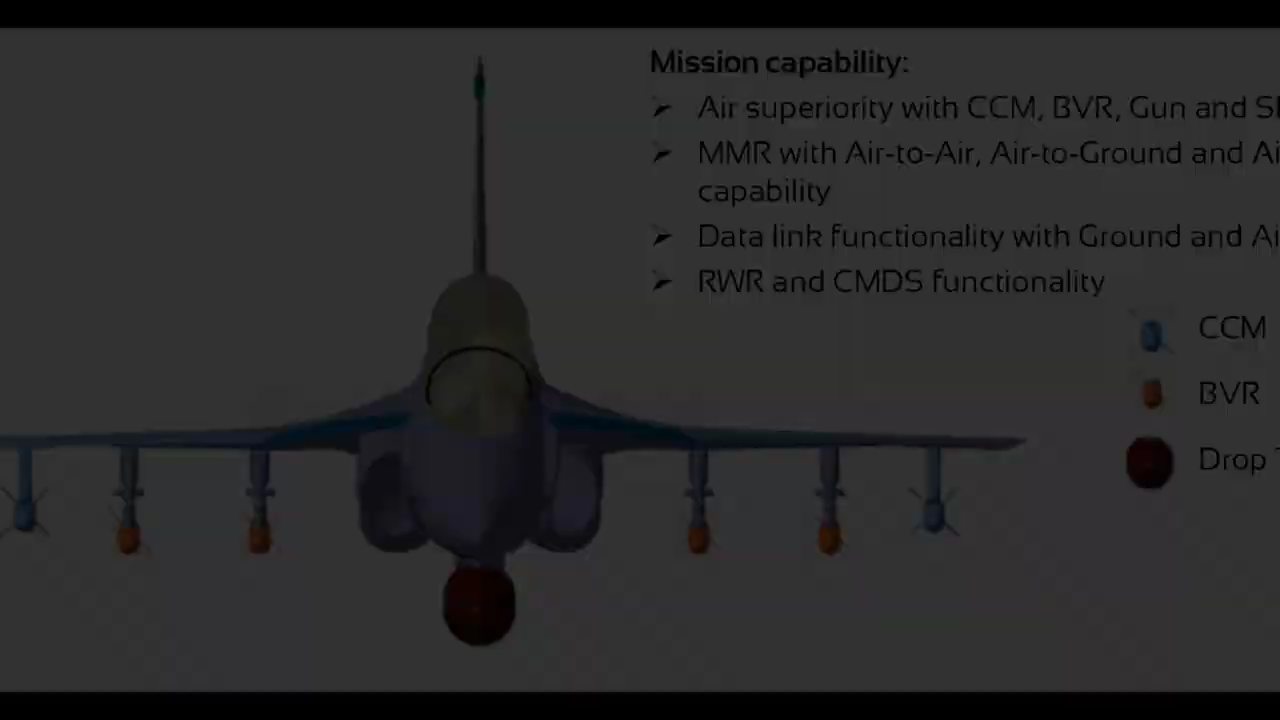 Mission capability:
Air superiority with CCM, BVR, Gun and
MMR with Air-to-Air, Air-to-Ground and
capability
Data link functionality with Ground and
RWR and CMDS functionality
CCM
BVR
Drop